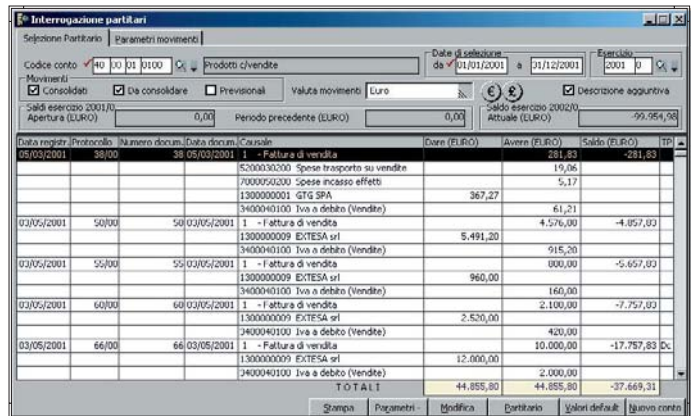 Interrogazione partitari
Selezione Partitario Parametri movimenti
Codice conto 40 00 01 0100 Prodotti c/vendite
Date di selezione
da 01/01/2001 a 31/12/2001
Esercizio
2001 0
Movimenti
Consolidati Da consolidare Previsionali Valuta movimenti Euro Descrizione aggiuntiva
Saldi esercizio 2001/0
Apertura (EURO) 0,00 Periodo precedente (EURO) 0,00
Saldo esercizio 2002/0
Attuale (EURO) -99.954,98
Data registr. Protocollo Numero docum. Data docum. Causale Dare (EURO) Avere (EURO) Saldo (EURO) TP
05/03/2001 38/00 38 05/03/2001 1 - Fattura di vendita 281,83 -281,83
5200030200 Spese trasporto su vendite 19,06
7000050200 Spese incasso effetti 5,17
1300000001 GTG SPA 367,27
3400040100 Iva a debito (Vendite) 61,21
03/05/2001 50/00 50 03/05/2001 1 - Fattura di vendita 4.576,00 -4.857,83
1300000009 EXTESA srl 5.491,20
3400040100 Iva a debito (Vendite) 915,20
03/05/2001 55/00 55 03/05/2001 1 - Fattura di vendita 800,00 -5.657,83
1300000009 EXTESA srl 960,00
3400040100 Iva a debito (Vendite) 160,00
03/05/2001 60/00 60 03/05/2001 1 - Fattura di vendita 2.100,00 -7.757,83
1300000009 EXTESA srl 2.520,00
3400040100 Iva a debito (Vendite) 420,00
03/05/2001 66/00 66 03/05/2001 1 - Fattura di vendita 10.000,00 -17.757,83 Dc
1300000009 EXTESA srl 12.000,00
3400040100 Iva a debito (Vendite) 2.000,00
TOTALI 44.855,80 44.855,80 -37.669,31
Stampa Parametri - Modifica Partitario Valori default Nuovo conto